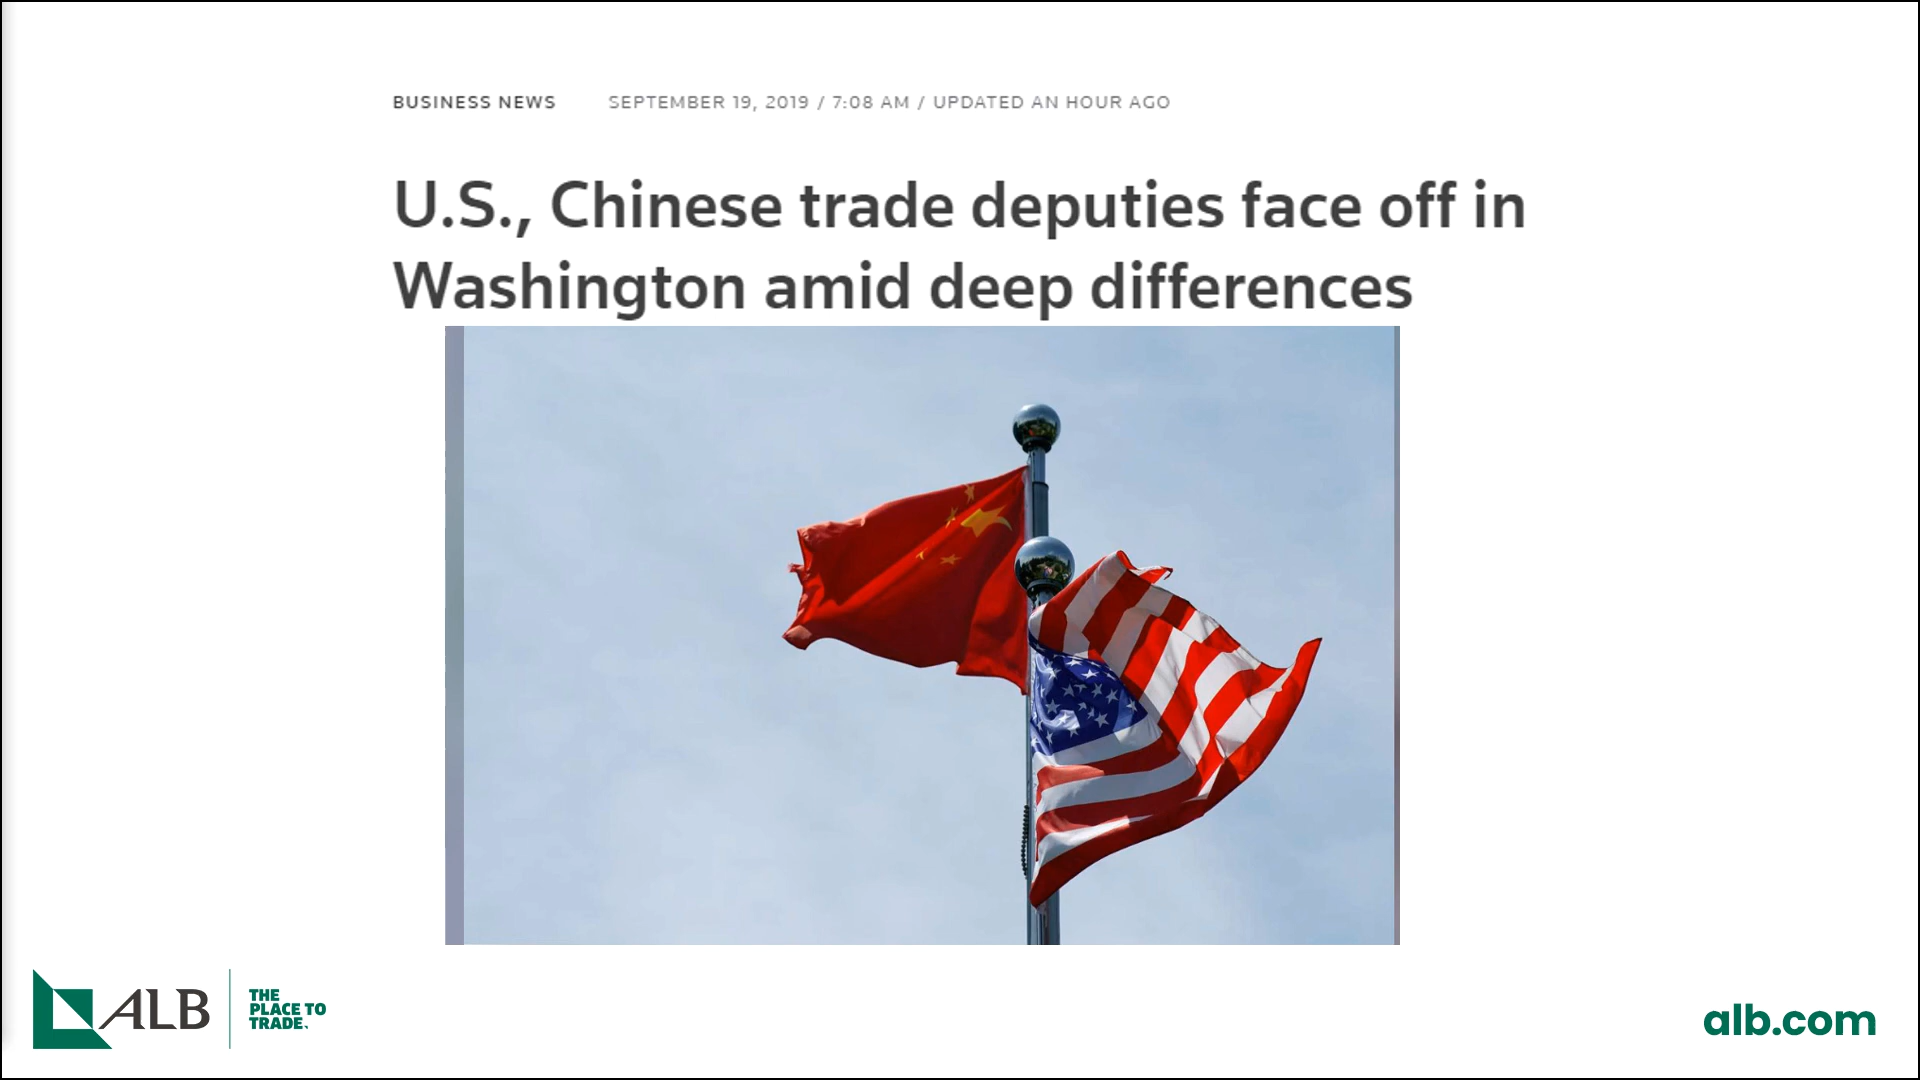 BUSINESS NEWS SEPTEMBER 19, 2019 / 7:08 AM / UPDATED AN HOUR AGO
U.S., Chinese trade deputies face off in
Washington amid deep differences
ALB
THE
PLACE TO
TRADE.
alb.com